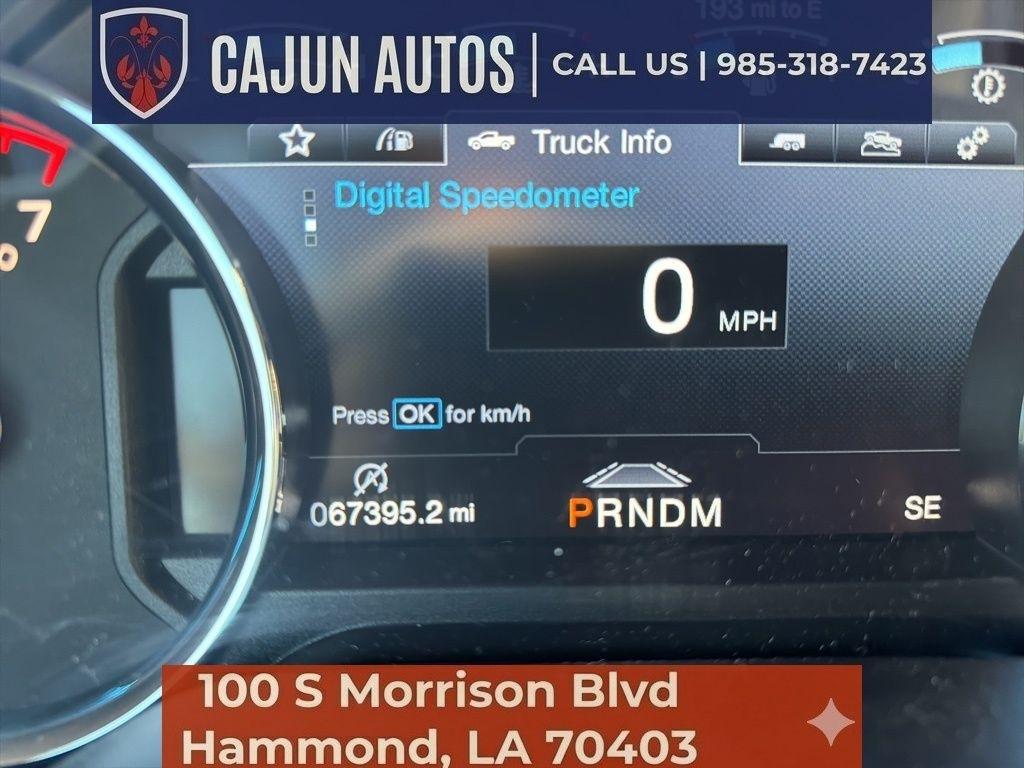 193 mi to E
CAJUN AUTOS | CALL US | 985-318-7423
Truck Info
7
Digital Speedometer
0 MPH
Press OK for km/h
067395.2 mi
PRNDM
SE
100 S Morrison Blvd
Hammond, LA 70403